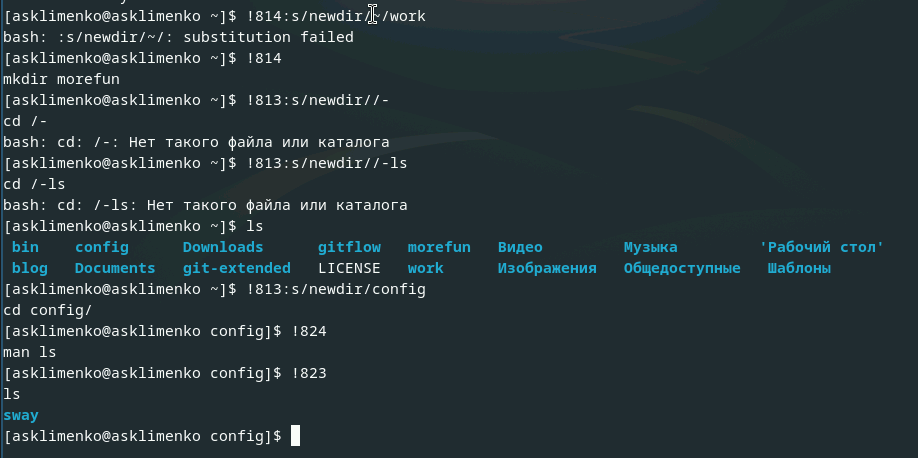 [asklimenko@asklimenko ~]$ !814:s/newdir/~/work
bash: :s/newdir/~/: substitution failed
[asklimenko@asklimenko ~]$ !814
mkdir morefun
[asklimenko@asklimenko ~]$ !813:s/newdir//-
cd /-
bash: cd: /-: Нет такого файла или каталога
[asklimenko@asklimenko ~]$ !813:s/newdir//-ls
cd /-ls
bash: cd: /-ls: Нет такого файла или каталога
[asklimenko@asklimenko ~]$ ls
bin config Downloads gitflow morefun Видео Музыка 'Рабочий стол'
blog Documents git-extended LICENSE work Изображения Общедоступные Шаблоны
[asklimenko@asklimenko ~]$ !813:s/newdir/config
cd config/
[asklimenko@asklimenko config]$ !824
man ls
[asklimenko@asklimenko config]$ !823
ls
sway
[asklimenko@asklimenko config]$